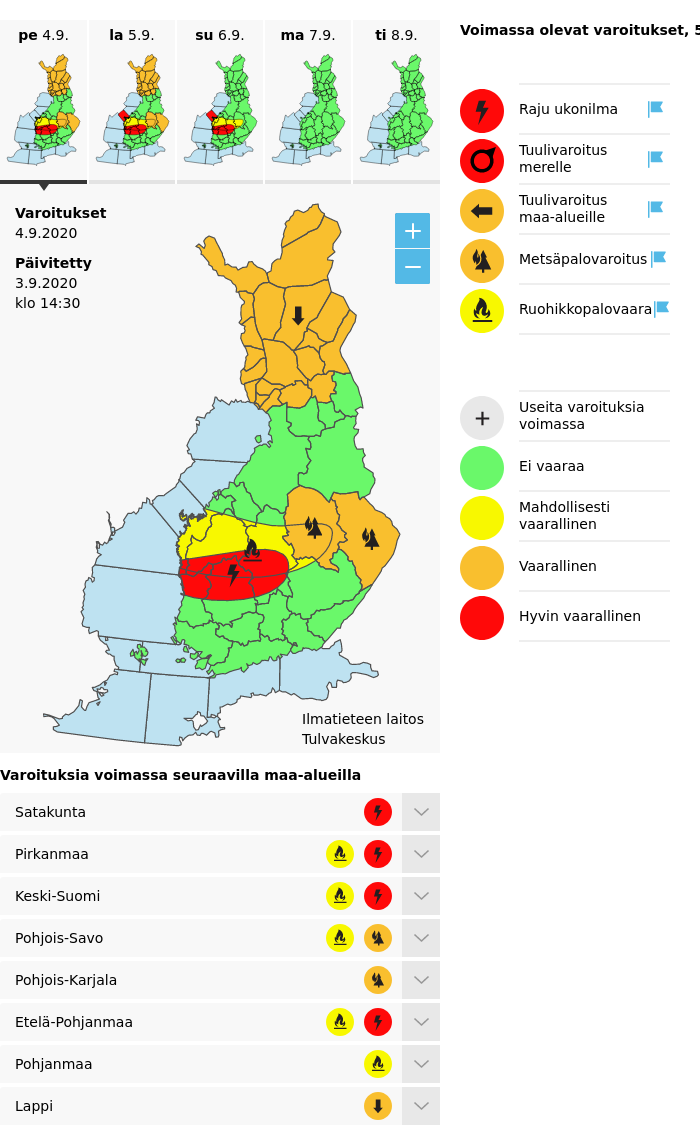 pe 4.9.
la 5.9.
su 6.9.
ma 7.9.
ti 8.9.
Varoitukset
4.9.2020
Päivitetty
3.9.2020
klo 14:30
+
−
Ilmatieteen laitos
Tulvakeskus
Voimassa olevat varoitukset, 5
Raju ukonilma
Tuulivaroitus
merelle
Tuulivaroitus
maa-alueille
Metsäpalovaroitus
Ruohikkopalovaara
+
Useita varoituksia
voimassa
Ei vaaraa
Mahdollisesti
vaarallinen
Vaarallinen
Hyvin vaarallinen
Varoituksia voimassa seuraavilla maa-alueilla
Satakunta
Pirkanmaa
Keski-Suomi
Pohjois-Savo
Pohjois-Karjala
Etelä-Pohjanmaa
Pohjanmaa
Lappi